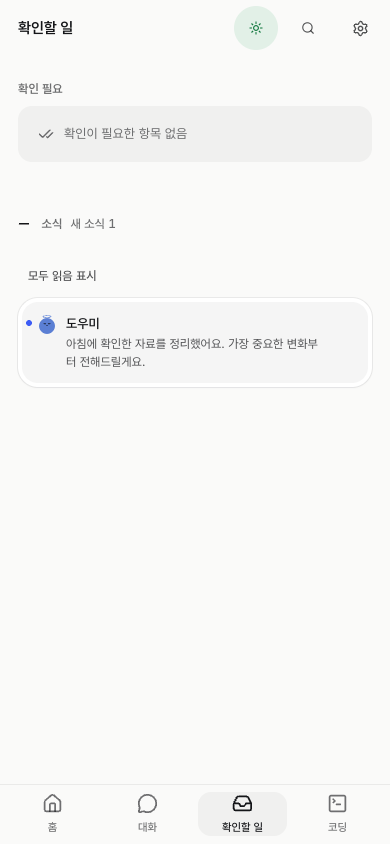 확인할 일
확인 필요
확인이 필요한 항목 없음
소식 새 소식 1
모두 읽음 표시
도우미
아침에 확인한 자료를 정리했어요. 가장 중요한 변화부
터 전해드릴게요.
홈 대화 확인할 일 코딩